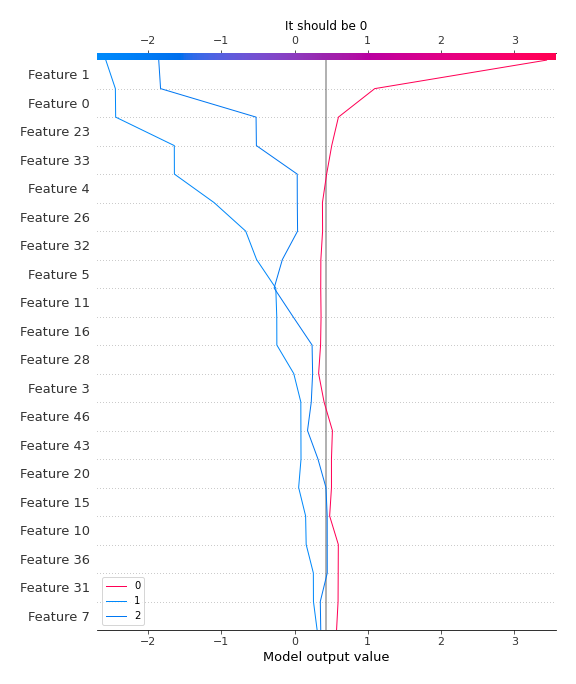 It should be 0
−2 −1 0 1 2 3
Feature 1
Feature 0
Feature 23
Feature 33
Feature 4
Feature 26
Feature 32
Feature 5
Feature 11
Feature 16
Feature 28
Feature 3
Feature 46
Feature 43
Feature 20
Feature 15
Feature 10
Feature 36
Feature 31
Feature 7
0
1
2
−2 −1 0 1 2 3
Model output value